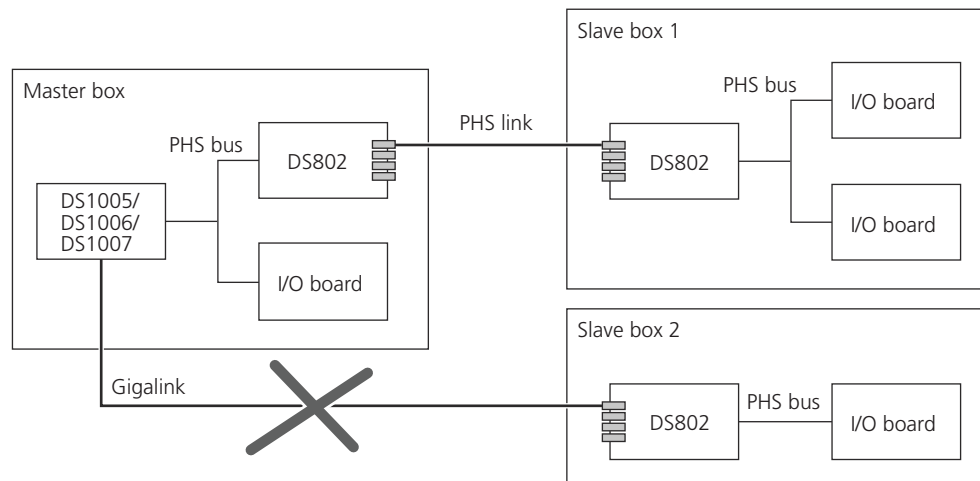 Slave box 1
Master box
PHS bus
I/O board
PHS link
PHS bus
DS802
DS802
DS1005/
DS1006/
DS1007
I/O board
I/O board
Slave box 2
Gigalink
PHS bus
DS802
I/O board